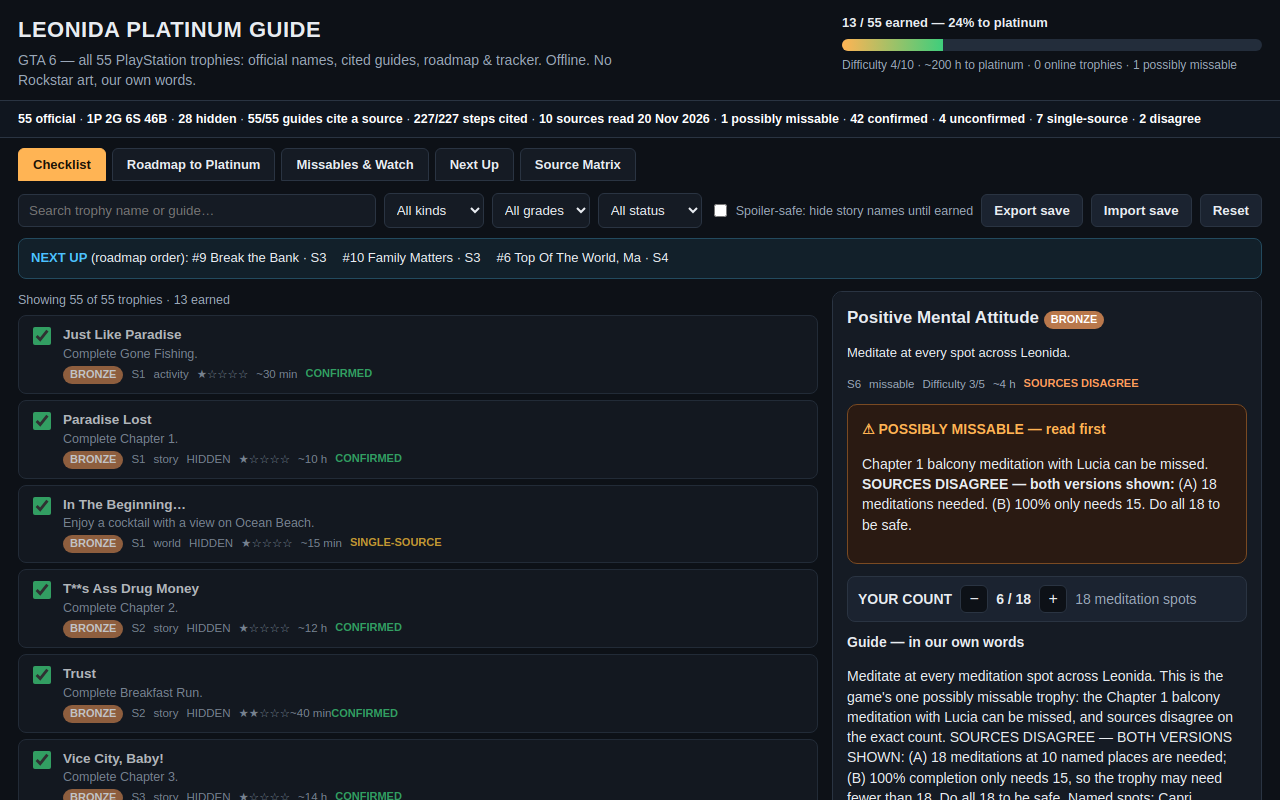 LEONIDA PLATINUM GUIDE
GTA 6 — all 55 PlayStation trophies: official names, cited guides, roadmap & tracker. Offline. No
Rockstar art, our own words.
13 / 55 earned — 24% to platinum
Difficulty 4/10 · ~200 h to platinum · 0 online trophies · 1 possibly missable
55 official · 1P 2G 6S 46B · 28 hidden · 55/55 guides cite a source · 227/227 steps cited · 10 sources read 20 Nov 2026 · 1 possibly missable · 42 confirmed · 4 unconfirmed · 7 single-source · 2 disagree
Checklist Roadmap to Platinum Missables & Watch Next Up Source Matrix
Search trophy name or guide… All kinds All grades All status Spoiler-safe: hide story names until earned Export save Import save Reset
NEXT UP (roadmap order): #9 Break the Bank · S3 #10 Family Matters · S3 #6 Top Of The World, Ma · S4
Showing 55 of 55 trophies · 13 earned
Just Like Paradise
Complete Gone Fishing.
BRONZE S1 activity ★☆☆☆☆ ~30 min CONFIRMED
Paradise Lost
Complete Chapter 1.
BRONZE S1 story HIDDEN ★☆☆☆☆ ~10 h CONFIRMED
In The Beginning…
Enjoy a cocktail with a view on Ocean Beach.
BRONZE S1 world HIDDEN ★☆☆☆☆ ~15 min SINGLE-SOURCE
T**s Ass Drug Money
Complete Chapter 2.
BRONZE S2 story HIDDEN ★☆☆☆☆ ~12 h CONFIRMED
Trust
Complete Breakfast Run.
BRONZE S2 story HIDDEN ★★☆☆☆~40 minCONFIRMED
Vice City, Baby!
Complete Chapter 3.
BRONZE S3 story HIDDEN ★☆☆☆☆ ~14 h CONFIRMED
Positive Mental Attitude BRONZE
Meditate at every spot across Leonida.
S6 missable Difficulty 3/5 ~4 h SOURCES DISAGREE
⚠ POSSIBLY MISSABLE — read first
Chapter 1 balcony meditation with Lucia can be missed.
SOURCES DISAGREE — both versions shown: (A) 18
meditations needed. (B) 100% only needs 15. Do all 18 to
be safe.
YOUR COUNT − 6 / 18 + 18 meditation spots
Guide — in our own words
Meditate at every meditation spot across Leonida. This is the
game's one possibly missable trophy: the Chapter 1 balcony
meditation with Lucia can be missed, and sources disagree on
the exact count. SOURCES DISAGREE — BOTH VERSIONS
SHOWN: (A) 18 meditations at 10 named places are needed;
(B) 100% completion only needs 15, so the trophy may need
fewer than 18. Do all 18 to be safe. Named spots: Capri